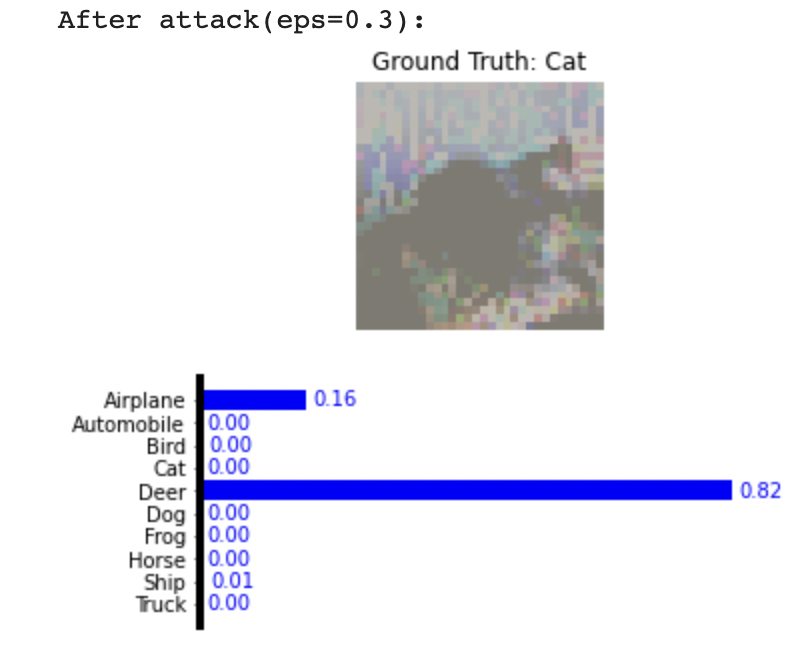 After attack(eps=0.3):
Ground Truth: Cat
Airplane 0.16
Automobile 0.00
Bird 0.00
Cat 0.00
Deer 0.82
Dog 0.00
Frog 0.00
Horse 0.00
Ship 0.01
Truck 0.00